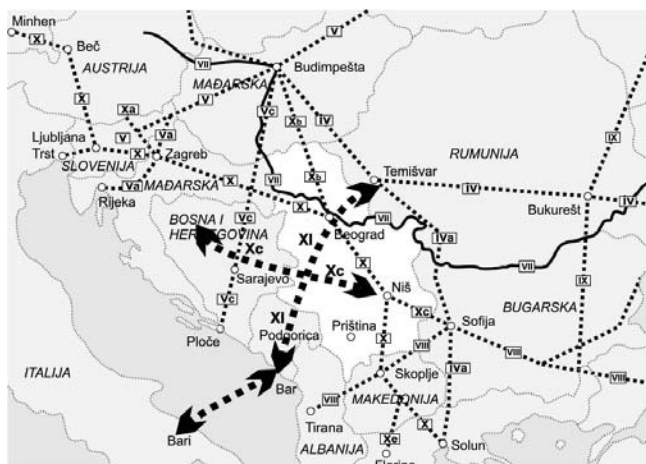 Minhen
X
Beč
V
VII
Budimpešta
AUSTRIJA
MAĐARSKA
X
Xa
V
Vc
Xb
IV
IX
V
Va
Ljubljana
Trst
X
Zagreb
SLOVENIJA
MAĐARSKA
X
VII
Xb
Temišvar
RUMUNIJA
Va
Rijeka
IV
IV
X
Bukurešt
BOSNA I
HERCEGOVINA
Vc
XI
Beograd
VII
IVa
Xc
Xc
X
VII
Sarajevo
Niš
IX
Vc
XI
Xc
BUGARSKA
Ploče
Podgorica
Priština
Sofija
X
VIII
VIII
VIII
ITALIJA
Skoplje
IVa
Bar
MAKEDONIJA
VIII
X
Tirana
Bari
Xc
Solun
ALBANIJA